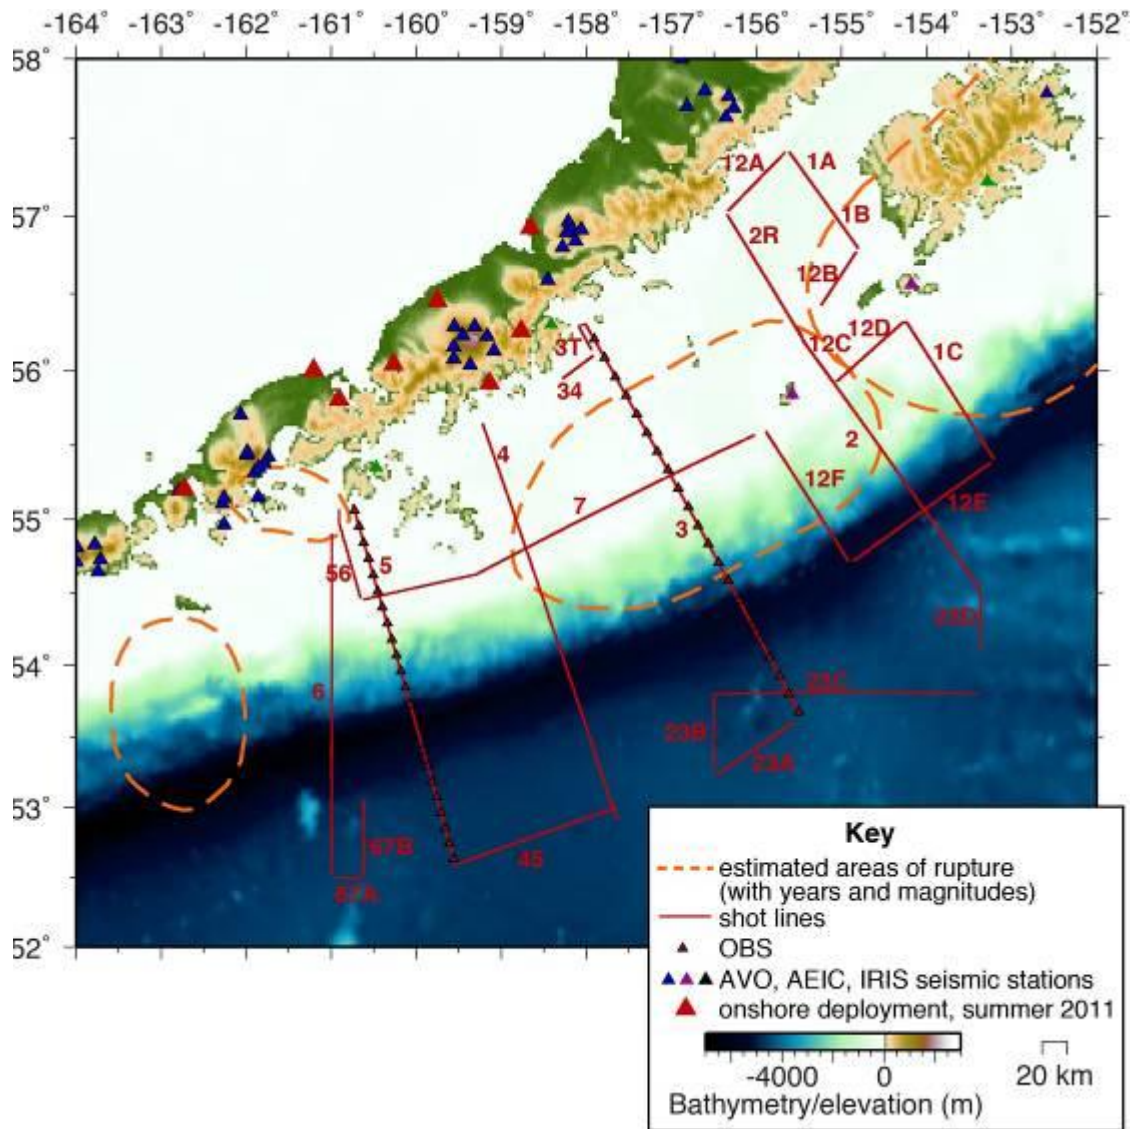 -164° -163° -162° -161° -160° -159° -158° -157° -156° -155° -154° -153° -152°
58°
12A
1A
57°
1B
2R
12B
12D
3T
12C
1C
56°
34
4
2
12F
7
12E
55°
3
5
56
23D
54°
6
23C
23B
23A
53°
67B
45
67A
52°
Key
estimated areas of rupture
(with years and magnitudes)
shot lines
OBS
AVO, AEIC, IRIS seismic stations
onshore deployment, summer 2011
-4000 0
20 km
Bathymetry/elevation (m)